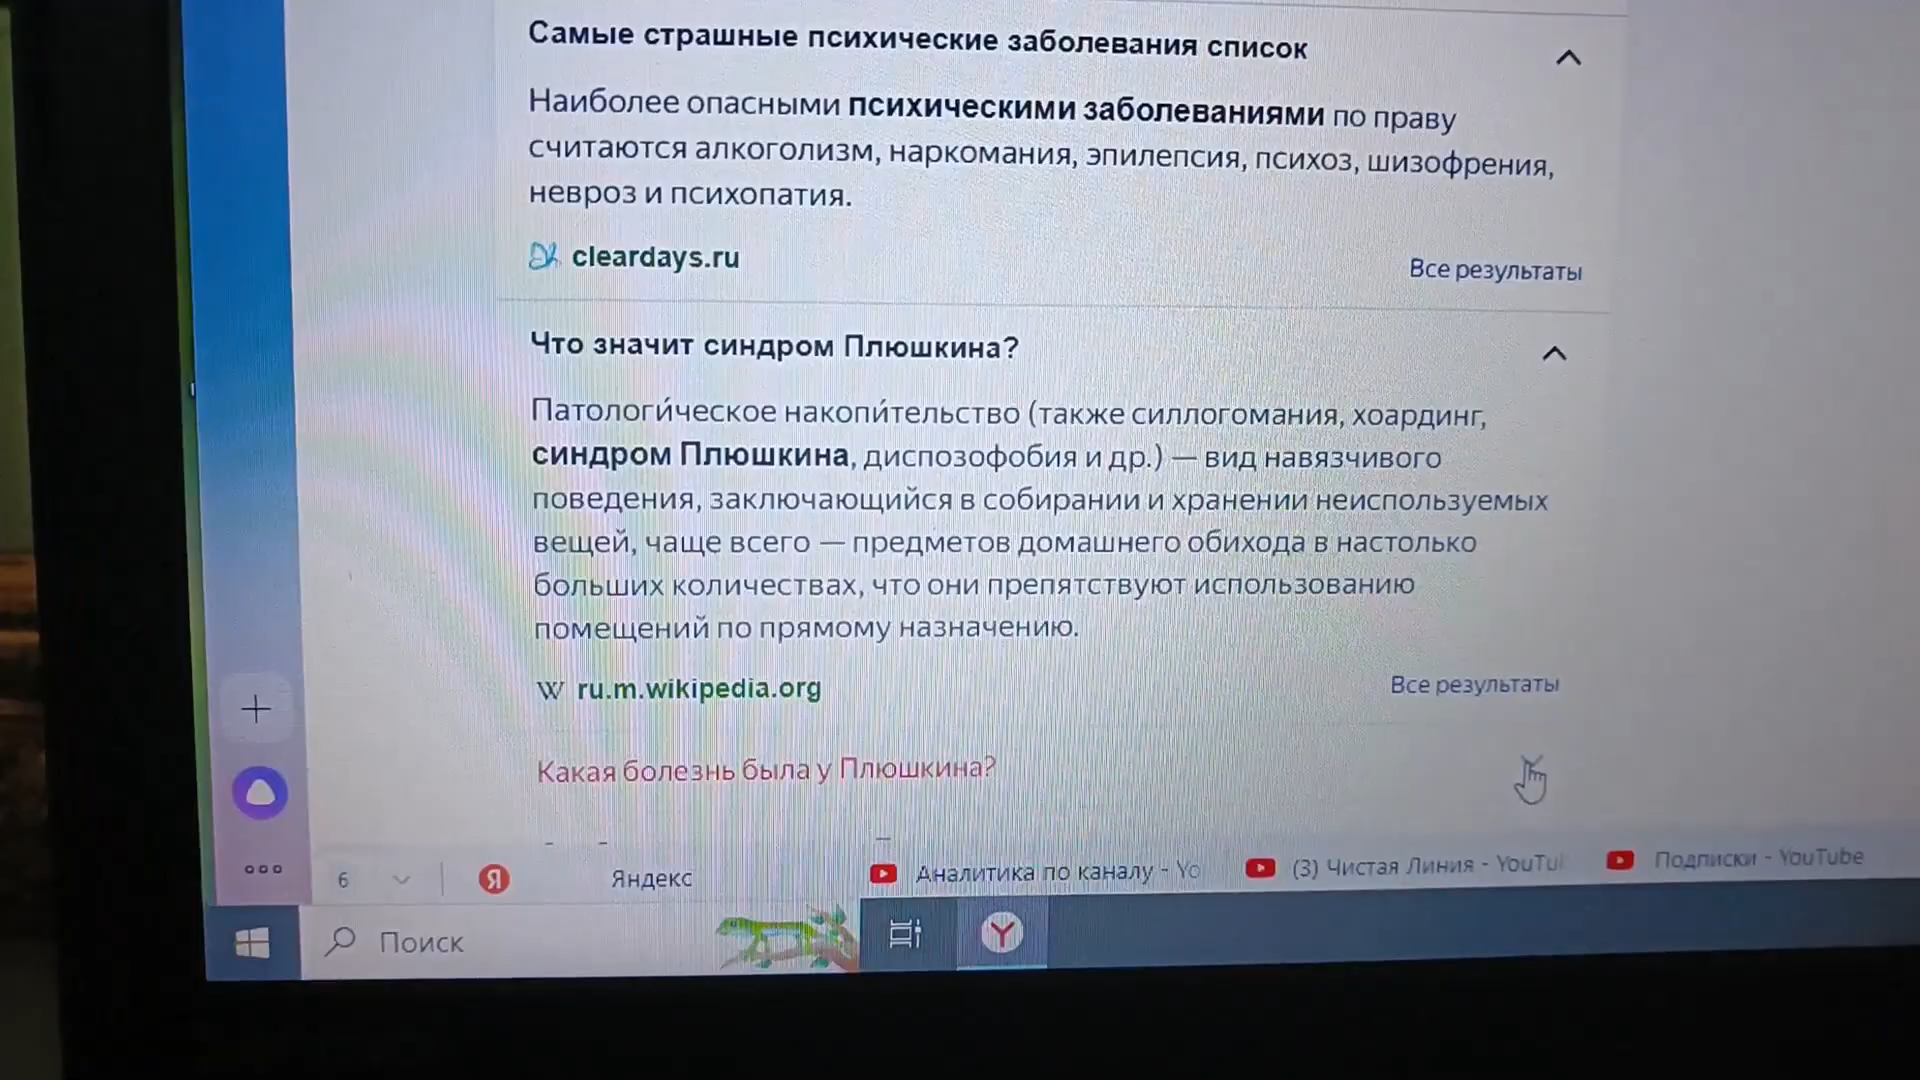 Самые страшные психические заболевания список
Наиболее опасными психическими заболеваниями по праву
считаются алкоголизм, наркомания, эпилепсия, психоз, шизофрения,
невроз и психопатия.
cleardays.ru
Все результаты
Что значит синдром Плюшкина?
Патологи́ческое накопи́тельство (также силлогомания, хоардинг,
синдром Плюшкина, диспозофобия и др.) — вид навязчивого
поведения, заключающийся в собирании и хранении неиспользуемых
вещей, чаще всего — предметов домашнего обихода в настолько
больших количествах, что они препятствуют использованию
помещений по прямому назначению.
W ru.m.wikipedia.org
Все результаты
Какая болезнь была у Плюшкина?
6 Я Яндекс Аналитика по каналу - Yo (3) Чистая Линия - YouTu Подписки - YouTube
Поиск Y